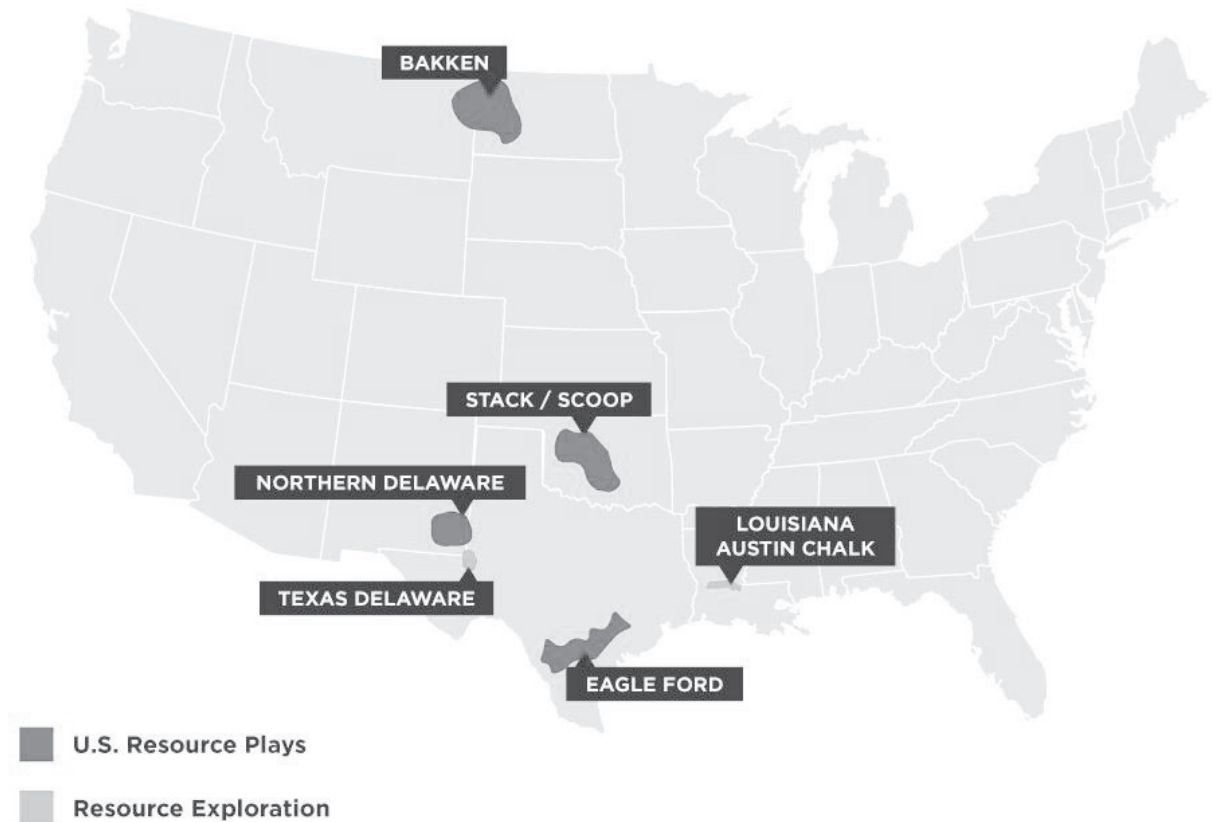 BAKKEN
STACK / SCOOP
NORTHERN DELAWARE
LOUISIANA
AUSTIN CHALK
TEXAS DELAWARE
EAGLE FORD
U.S. Resource Plays
Resource Exploration